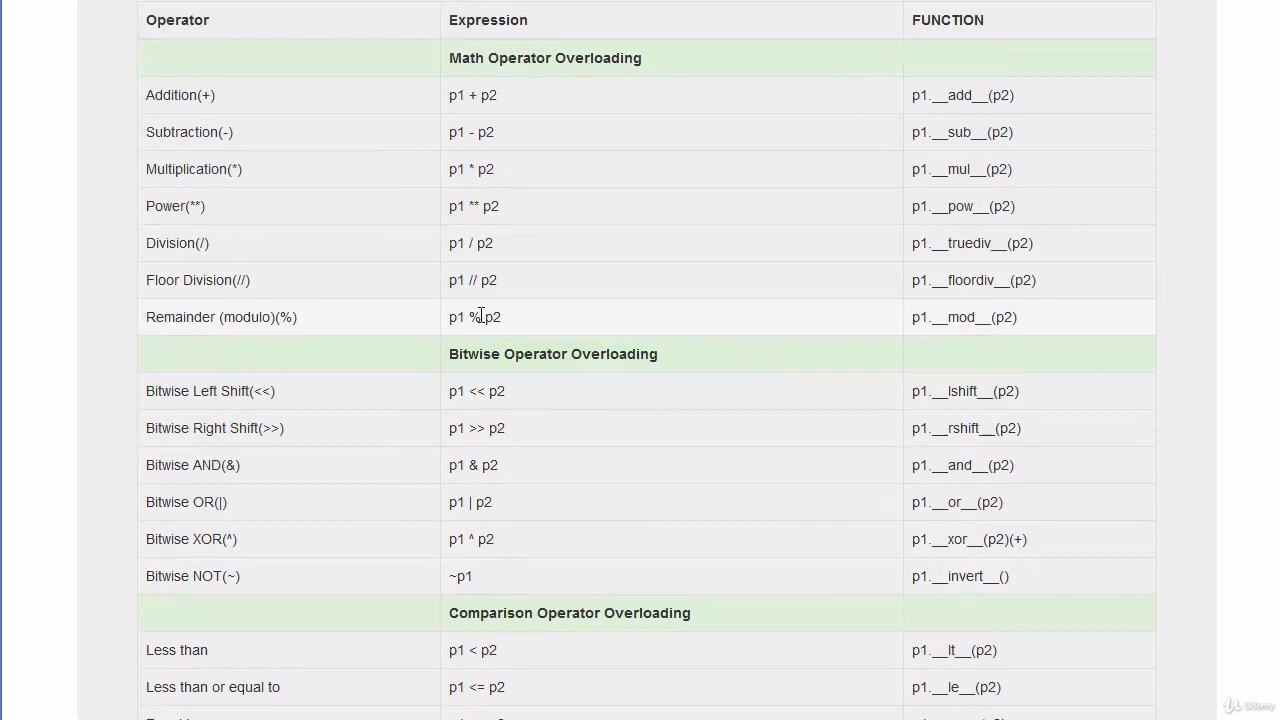 Operator Expression FUNCTION
Math Operator Overloading
Addition(+) p1 + p2 p1.__add__(p2)
Subtraction(-) p1 - p2 p1.__sub__(p2)
Multiplication(*) p1 * p2 p1.__mul__(p2)
Power(**) p1 ** p2 p1.__pow__(p2)
Division(/) p1 / p2 p1.__truediv__(p2)
Floor Division(//) p1 // p2 p1.__floordiv__(p2)
Remainder (modulo)(%) p1 % p2 p1.__mod__(p2)
Bitwise Operator Overloading
Bitwise Left Shift(<<) p1 << p2 p1.__lshift__(p2)
Bitwise Right Shift(>>) p1 >> p2 p1.__rshift__(p2)
Bitwise AND(&) p1 & p2 p1.__and__(p2)
Bitwise OR(|) p1 | p2 p1.__or__(p2)
Bitwise XOR(^) p1 ^ p2 p1.__xor__(p2)(+)
Bitwise NOT(~) ~p1 p1.__invert__()
Comparison Operator Overloading
Less than p1 < p2 p1.__lt__(p2)
Less than or equal to p1 <= p2 p1.__le__(p2)
Udemy